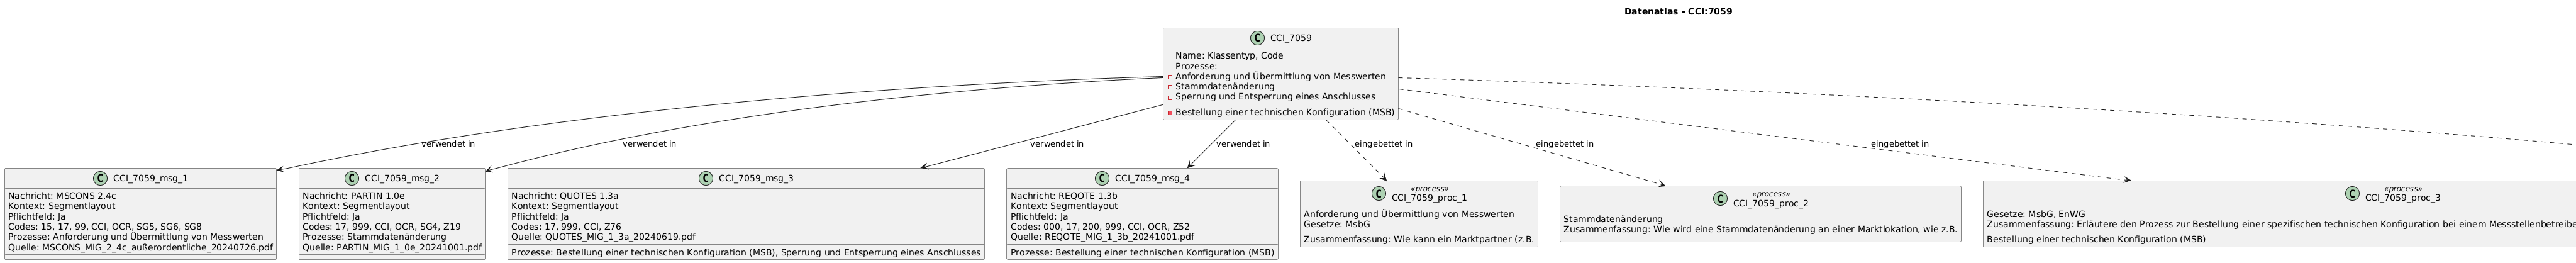 Datenatlas - CCI:7059
C CCI_7059
Name: Klassentyp, Code
Prozesse:
Anforderung und Übermittlung von Messwerten
Stammdatenänderung
Sperrung und Entsperrung eines Anschlusses
Bestellung einer technischen Konfiguration (MSB)
verwendet in
verwendet in
verwendet in
verwendet in
eingebettet in
eingebettet in
eingebettet in
C CCI_7059_msg_1
Nachricht: MSCONS 2.4c
Kontext: Segmentlayout
Pflichtfeld: Ja
Codes: 15, 17, 99, CCI, OCR, SG5, SG6, SG8
Prozesse: Anforderung und Übermittlung von Messwerten
Quelle: MSCONS_MIG_2_4c_außerordentliche_20240726.pdf
C CCI_7059_msg_2
Nachricht: PARTIN 1.0e
Kontext: Segmentlayout
Pflichtfeld: Ja
Codes: 17, 999, CCI, OCR, SG4, Z19
Prozesse: Stammdatenänderung
Quelle: PARTIN_MIG_1_0e_20241001.pdf
C CCI_7059_msg_3
Nachricht: QUOTES 1.3a
Kontext: Segmentlayout
Pflichtfeld: Ja
Codes: 17, 999, CCI, Z76
Quelle: QUOTES_MIG_1_3a_20240619.pdf
Prozesse: Bestellung einer technischen Konfiguration (MSB), Sperrung und Entsperrung eines Anschlusses
C CCI_7059_msg_4
Nachricht: REQOTE 1.3b
Kontext: Segmentlayout
Pflichtfeld: Ja
Codes: 000, 17, 200, 999, CCI, OCR, Z52
Quelle: REQOTE_MIG_1_3b_20241001.pdf
Prozesse: Bestellung einer technischen Konfiguration (MSB)
«process»
C CCI_7059_proc_1
Anforderung und Übermittlung von Messwerten
Gesetze: MsbG
Zusammenfassung: Wie kann ein Marktpartner (z.B.
«process»
C CCI_7059_proc_2
Stammdatenänderung
Zusammenfassung: Wie wird eine Stammdatenänderung an einer Marktlokation, wie z.B.
«process»
C CCI_7059_proc_3
Gesetze: MsbG, EnWG
Zusammenfassung: Erläutere den Prozess zur Bestellung einer spezifischen technischen Konfiguration bei einem Messstellenbetreibe
Bestellung einer technischen Konfiguration (MSB)